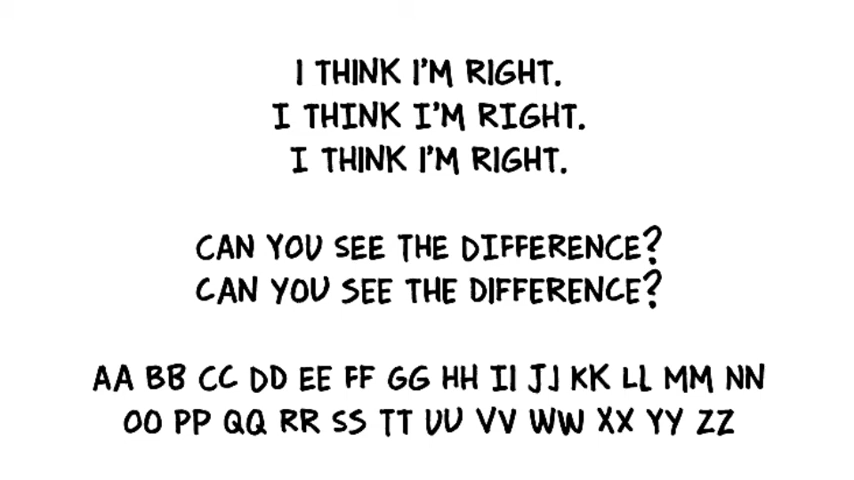 I THINK I'M RIGHT.
I THINK I'M RIGHT.
I THINK I'M RIGHT.
CAN YOU SEE THE DIFFERENCE?
CAN YOU SEE THE DIFFERENCE?
AA BB CC DD EE FF GG HH II JJ KK LL MM NN
OO PP QQ RR SS TT UU VV WW XX YY ZZ